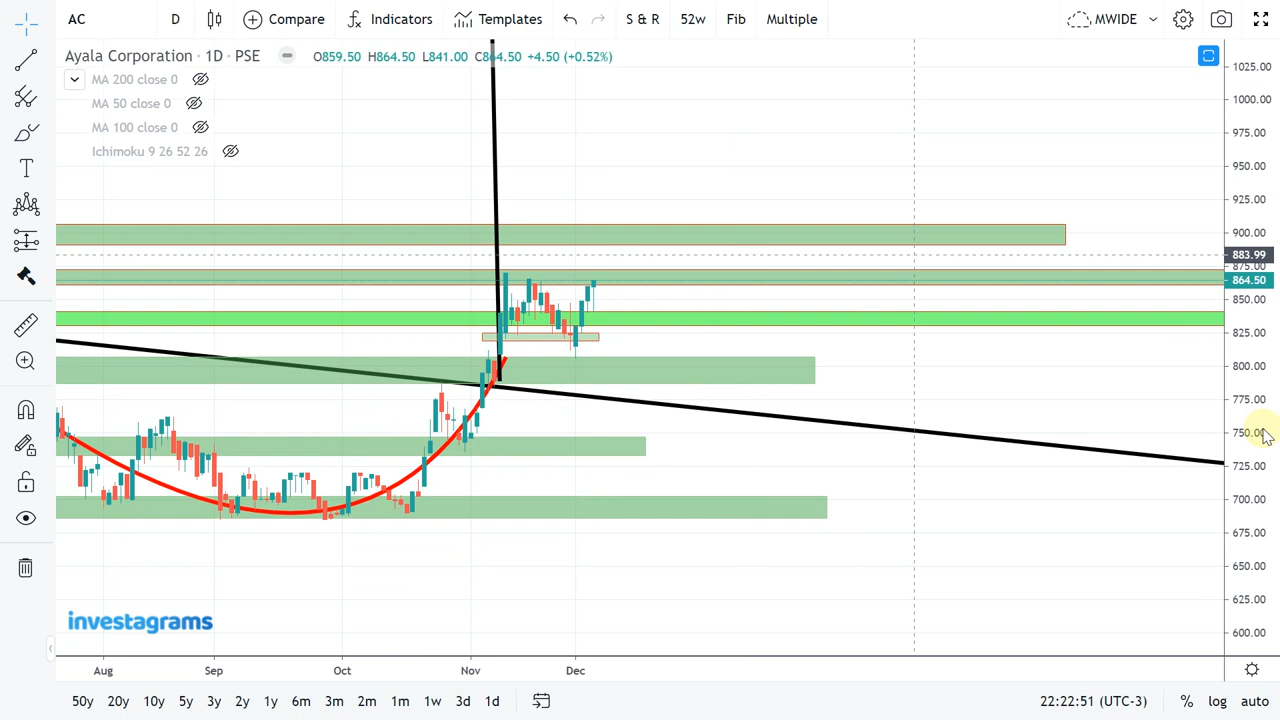 AC D Compare Indicators Templates S & R 52w Fib Multiple MWIDE
Ayala Corporation · 1D · PSE O859.50 H864.50 L841.00 C864.50 +4.50 (+0.52%)
MA 200 close 0
MA 50 close 0
MA 100 close 0
Ichimoku 9 26 52 26
1025.00
1000.00
975.00
950.00
925.00
900.00
883.99
875.00
864.50
850.00
825.00
800.00
775.00
750.00
725.00
700.00
675.00
650.00
625.00
600.00
investagrams
Aug Sep Oct Nov Dec
50y 20y 10y 5y 3y 2y 1y 6m 3m 2m 1m 1w 3d 1d 22:22:51 (UTC-3) % log auto